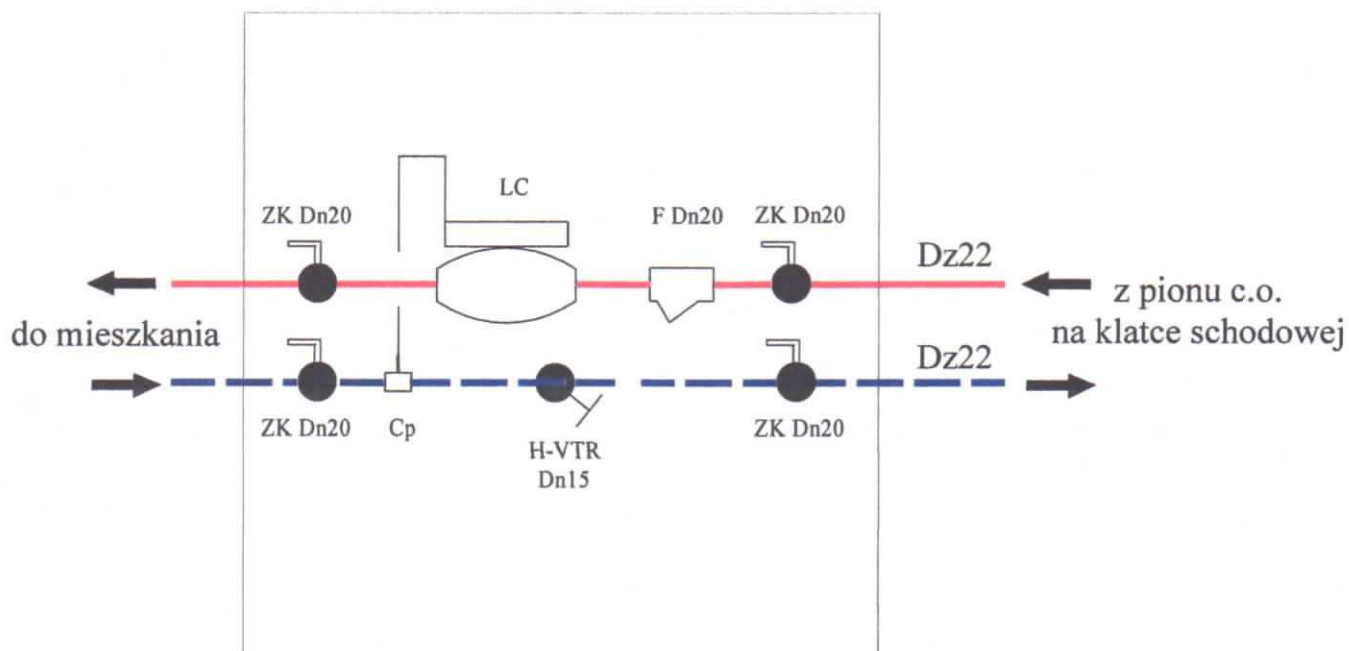 LC
ZK Dn20
F Dn20
ZK Dn20
Dz22
z pionu c.o.
na klatce schodowej
do mieszkania
Dz22
ZK Dn20
Cp
H-VTR
Dn15
ZK Dn20